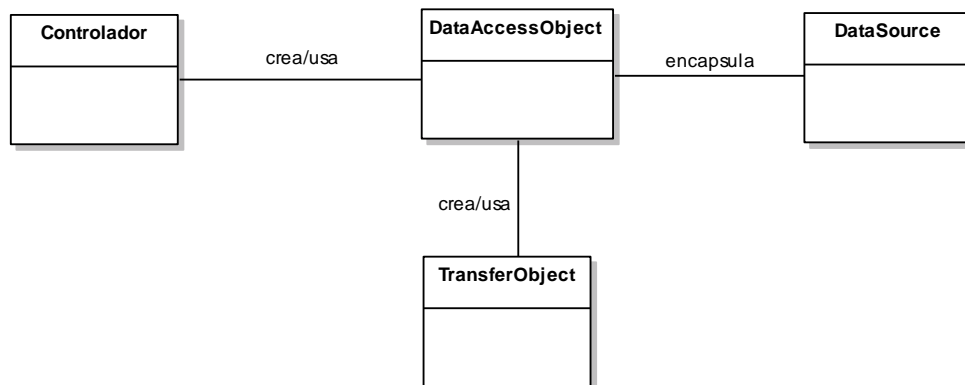 Controlador
DataAccessObject
DataSource
crea/usa
encapsula
crea/usa
TransferObject